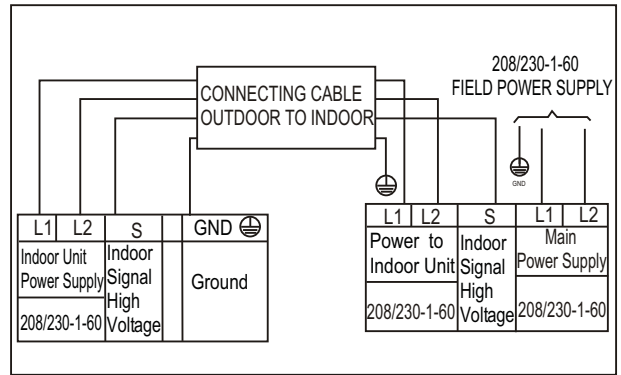 208/230-1-60
FIELD POWER SUPPLY
CONNECTING CABLE
OUTDOOR TO INDOOR
GND
L1 L2 S GND
Indoor Unit
Power Supply
208/230-1-60
Indoor
Signal
High
Voltage
Ground
L1 L2 S L1 L2
Power to
Indoor Unit
208/230-1-60
Indoor
Signal
High
Voltage
Main
Power Supply
208/230-1-60